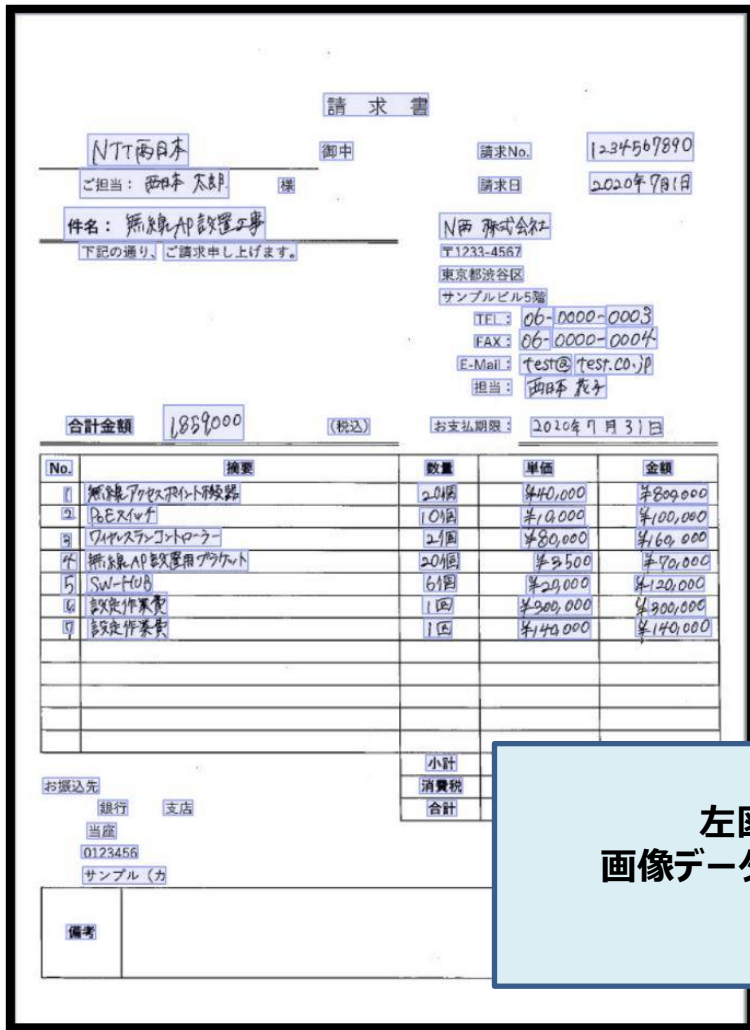 請求書
NTT西日本 御中 請求No. 1234567890
ご担当： 西日本 太郎 様 請求日 2020年7月1日
件名： 無線AP設置工事 N西 株式会社
下記の通り、ご請求申し上げます。 〒1233-4567
東京都渋谷区
サンプルビル5階
TEL： 06-0000-0003
FAX： 06-0000-0004
E-Mail： test@test.co.jp
担当： 西日本 花子
合計金額 1,859,000 (税込) お支払期限： 2020年7月31日
No. 摘要 数量 単価 金額
1 無線アクセスポイント機器 20個 ¥40,000 ¥800,000
2 PoEスイッチ 10個 ¥10,000 ¥100,000
3 ワイヤレスランコントローラー 2個 ¥80,000 ¥160,000
4 無線AP設置用ブラケット 20個 ¥3500 ¥70,000
5 SW-HUB 6個 ¥20,000 ¥120,000
6 設定作業費 1回 ¥300,000 ¥300,000
7 設定作業費 1回 ¥140,000 ¥140,000
小計
消費税
合計
お振込先
銀行 支店
当座
0123456
サンプル（カ
備考
左図
画像データ